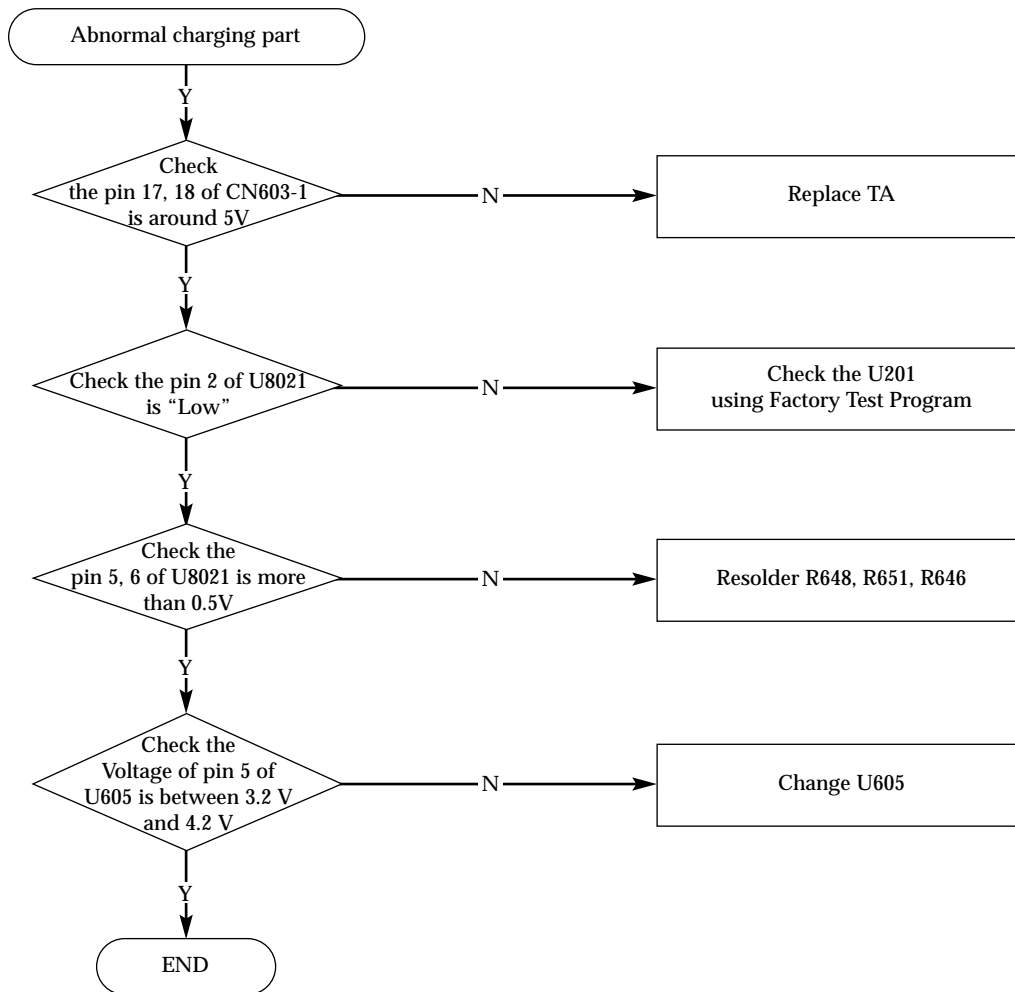 Abnormal charging part
Y
Check
the pin 17, 18 of CN603-1
is around 5V
N
Replace TA
Y
Check the pin 2 of U8021
is “Low”
N
Check the U201
using Factory Test Program
Y
Check the
pin 5, 6 of U8021 is more
than 0.5V
N
Resolder R648, R651, R646
Y
Check the
Voltage of pin 5 of
U605 is between 3.2 V
and 4.2 V
N
Change U605
Y
END